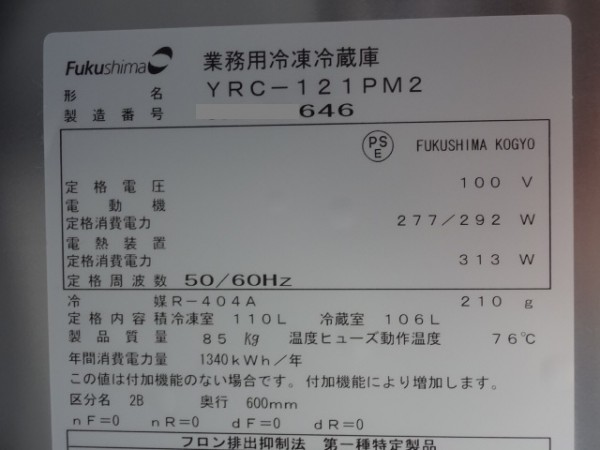 Fukushima 業務用冷凍冷蔵庫
形名 YRC-121PM2
製造番号 646
PSE FUKUSHIMA KOGYO
定格電圧 100 V
電動機
定格消費電力 277/292 W
電熱装置
定格消費電力 313 W
定格周波数 50/60Hz
冷媒 R-404A 210 g
定格内容積 冷凍室 110L 冷蔵室 106L
製品質量 85 Kg 温度ヒューズ動作温度 76℃
年間消費電力量 1340kWh/年
この値は付加機能のない場合です。付加機能により増加します。
区分名 2B 奥行 600mm
nF=0 nR=0 dF=0 dR=0
フロン排出抑制法 第一種特定製品